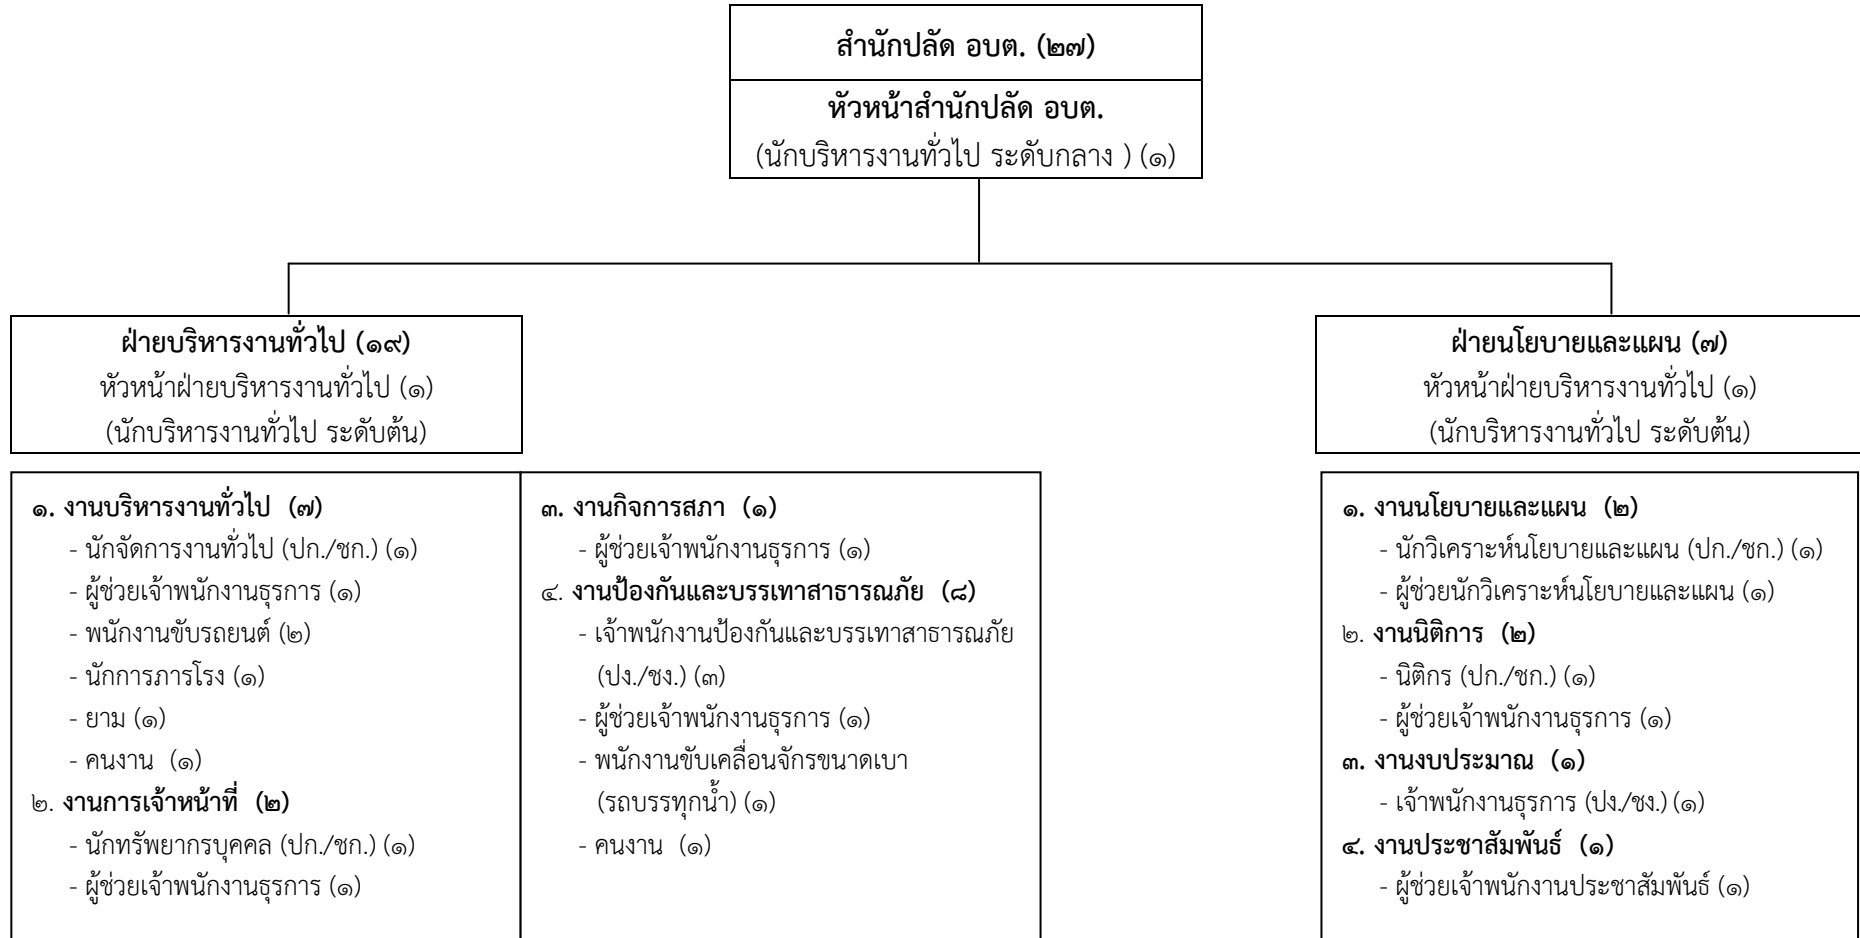 สำนักปลัด อบต. (๒๗)
หัวหน้าสำนักปลัด อบต.
(นักบริหารงานทั่วไป ระดับกลาง ) (๑)
ฝ่ายบริหารงานทั่วไป (๑๙)
หัวหน้าฝ่ายบริหารงานทั่วไป (๑)
(นักบริหารงานทั่วไป ระดับต้น)
๑. งานบริหารงานทั่วไป (๗)
- นักจัดการงานทั่วไป (ปก./ชก.) (๑)
- ผู้ช่วยเจ้าพนักงานธุรการ (๑)
- พนักงานขับรถยนต์ (๒)
- นักการภารโรง (๑)
- ยาม (๑)
- คนงาน (๑)
๒. งานการเจ้าหน้าที่ (๒)
- นักทรัพยากรบุคคล (ปก./ชก.) (๑)
- ผู้ช่วยเจ้าพนักงานธุรการ (๑)
๓. งานกิจการสภา (๑)
- ผู้ช่วยเจ้าพนักงานธุรการ (๑)
๔. งานป้องกันและบรรเทาสาธารณภัย (๘)
- เจ้าพนักงานป้องกันและบรรเทาสาธารณภัย
(ปง./ชง.) (๓)
- ผู้ช่วยเจ้าพนักงานธุรการ (๑)
- พนักงานขับเคลื่อนจักรขนาดเบา
(รถบรรทุกน้ำ) (๑)
- คนงาน (๑)
ฝ่ายนโยบายและแผน (๗)
หัวหน้าฝ่ายบริหารงานทั่วไป (๑)
(นักบริหารงานทั่วไป ระดับต้น)
๑. งานนโยบายและแผน (๒)
- นักวิเคราะห์นโยบายและแผน (ปก./ชก.) (๑)
- ผู้ช่วยนักวิเคราะห์นโยบายและแผน (๑)
๒. งานนิติการ (๒)
- นิติกร (ปก./ชก.) (๑)
- ผู้ช่วยเจ้าพนักงานธุรการ (๑)
๓. งานงบประมาณ (๑)
- เจ้าพนักงานธุรการ (ปง./ชง.) (๑)
๔. งานประชาสัมพันธ์ (๑)
- ผู้ช่วยเจ้าพนักงานประชาสัมพันธ์ (๑)